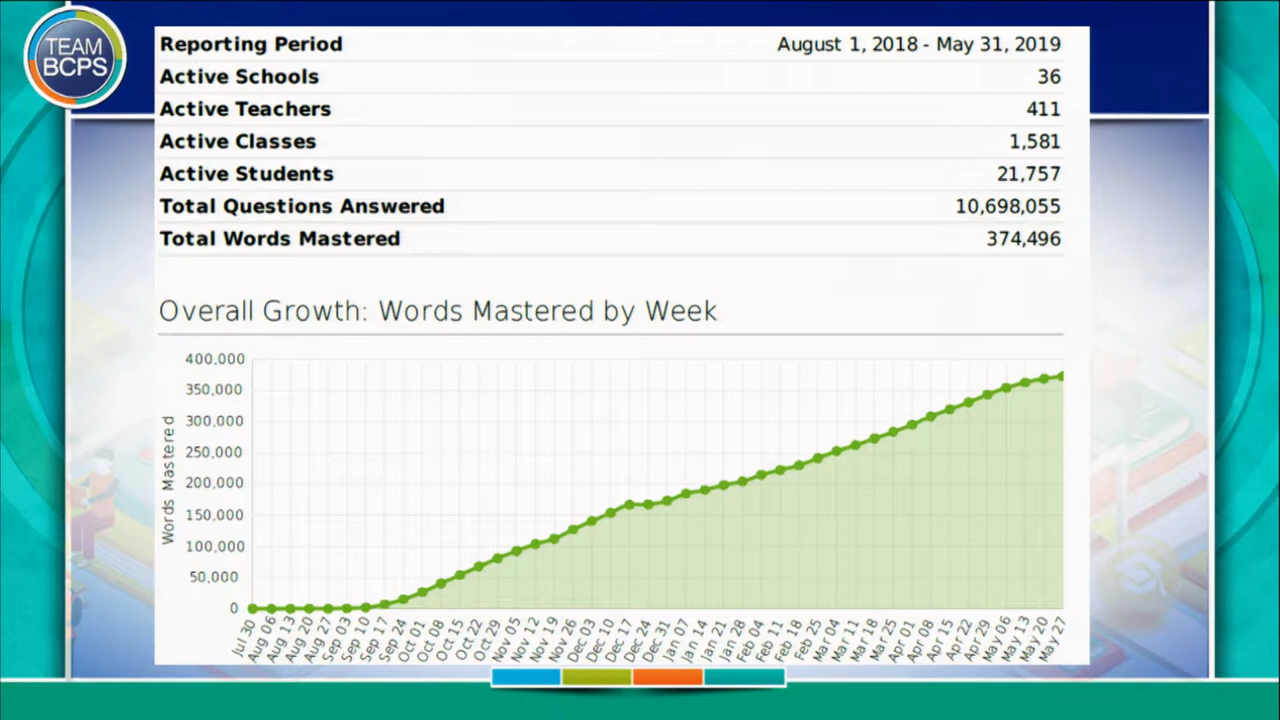 TEAM
BCPS
Reporting Period August 1, 2018 - May 31, 2019
Active Schools 36
Active Teachers 411
Active Classes 1,581
Active Students 21,757
Total Questions Answered 10,698,055
Total Words Mastered 374,496
Overall Growth: Words Mastered by Week
Words Mastered
400,000
350,000
300,000
250,000
200,000
150,000
100,000
50,000
0
Jul 30 Aug 06 Aug 13 Aug 20 Aug 27 Sep 03 Sep 10 Sep 17 Sep 24 Oct 01 Oct 08 Oct 15 Oct 22 Oct 29 Nov 05 Nov 12 Nov 19 Nov 26 Dec 03 Dec 10 Dec 17 Dec 24 Dec 31 Jan 07 Jan 14 Jan 21 Jan 28 Feb 04 Feb 11 Feb 18 Feb 25 Mar 04 Mar 11 Mar 18 Mar 25 Apr 01 Apr 08 Apr 15 Apr 22 Apr 29 May 06 May 13 May 20 May 27